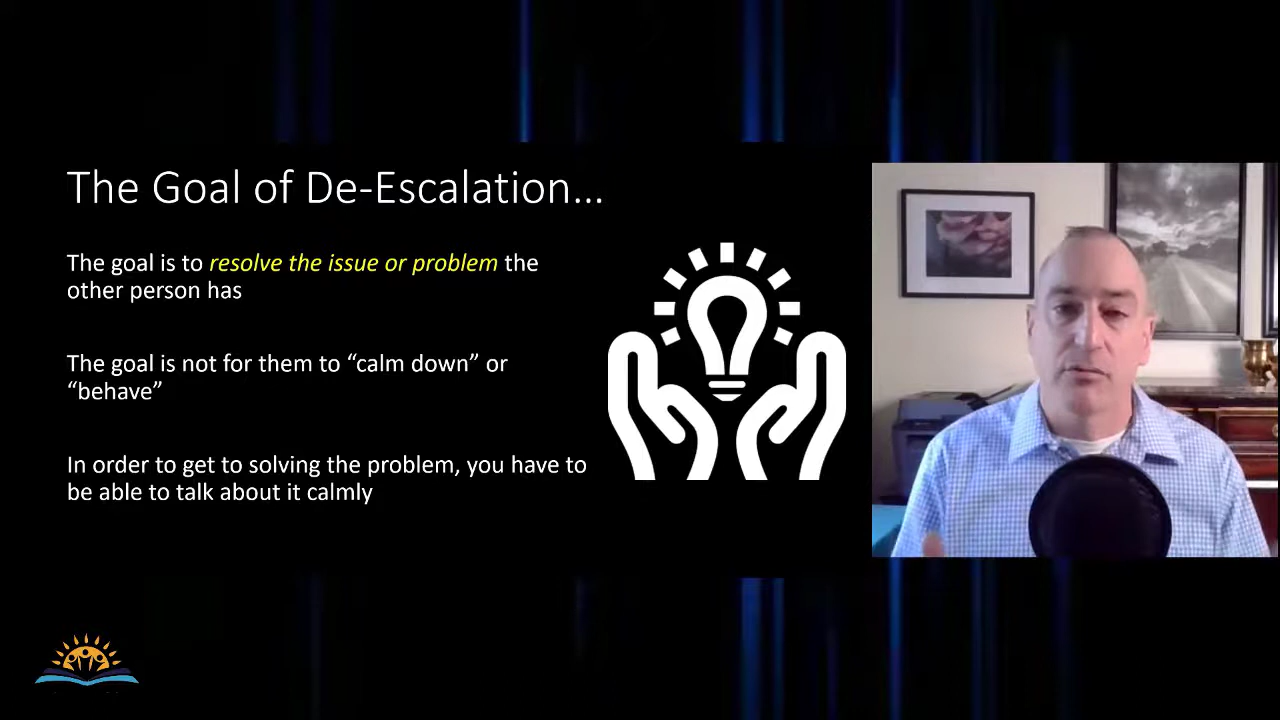 The Goal of De-Escalation…
The goal is to resolve the issue or problem the
other person has
The goal is not for them to “calm down” or
“behave”
In order to get to solving the problem, you have to
be able to talk about it calmly